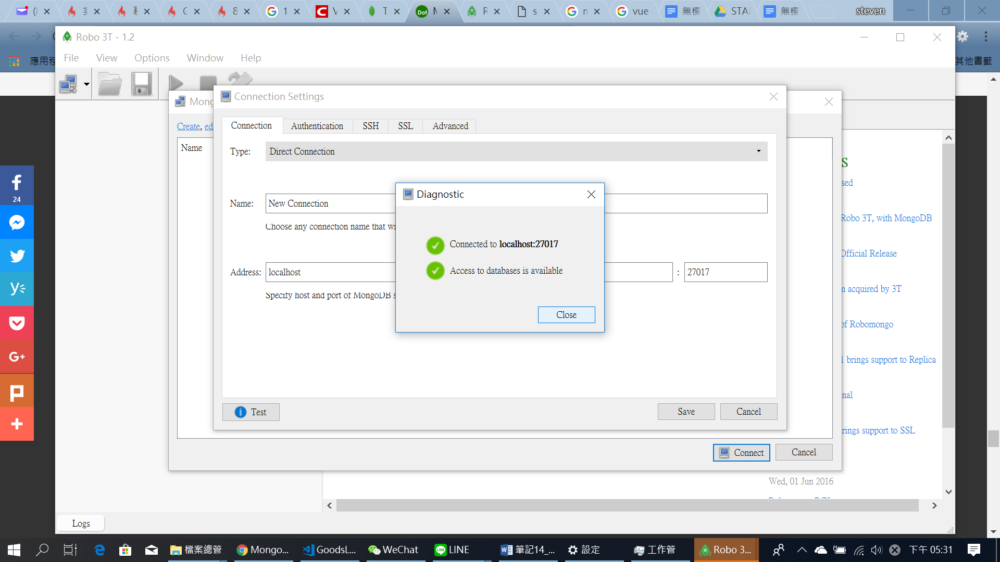 steven
vue
無標
STA
無標
Robo 3T - 1.2
File View Options Window Help
應用程
其他書籤
Connection Settings
Mong
Create, edi
Name
Connection Authentication SSH SSL Advanced
Type: Direct Connection
Name: New Connection
Choose any connection name that wi
Address: localhost : 27017
Specify host and port of MongoDB s
Diagnostic
Connected to localhost:27017
Access to databases is available
Close
Test Save Cancel
Connect Cancel
24
G+
s
sed
Robo 3T, with MongoDB
Official Release
n acquired by 3T
of Robomongo
1 brings support to Replica
nal
rings support to SSL
Wed, 01 Jun 2016
Logs
檔案總管 Mongo... GoodsL... WeChat LINE 筆記14_... 設定 工作管 Robo 3... 下午 05:31